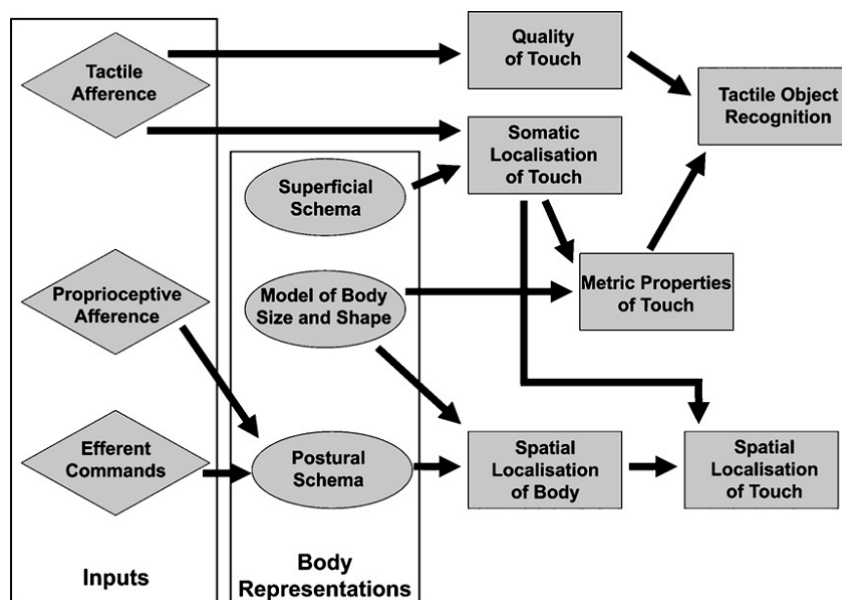 Tactile
Afference
Quality
of Touch
Tactile Object
Recognition
Somatic
Localisation
of Touch
Superficial
Schema
Proprioceptive
Afference
Model of Body
Size and Shape
Metric Properties
of Touch
Efferent
Commands
Postural
Schema
Spatial
Localisation
of Body
Spatial
Localisation
of Touch
Inputs
Body
Representations